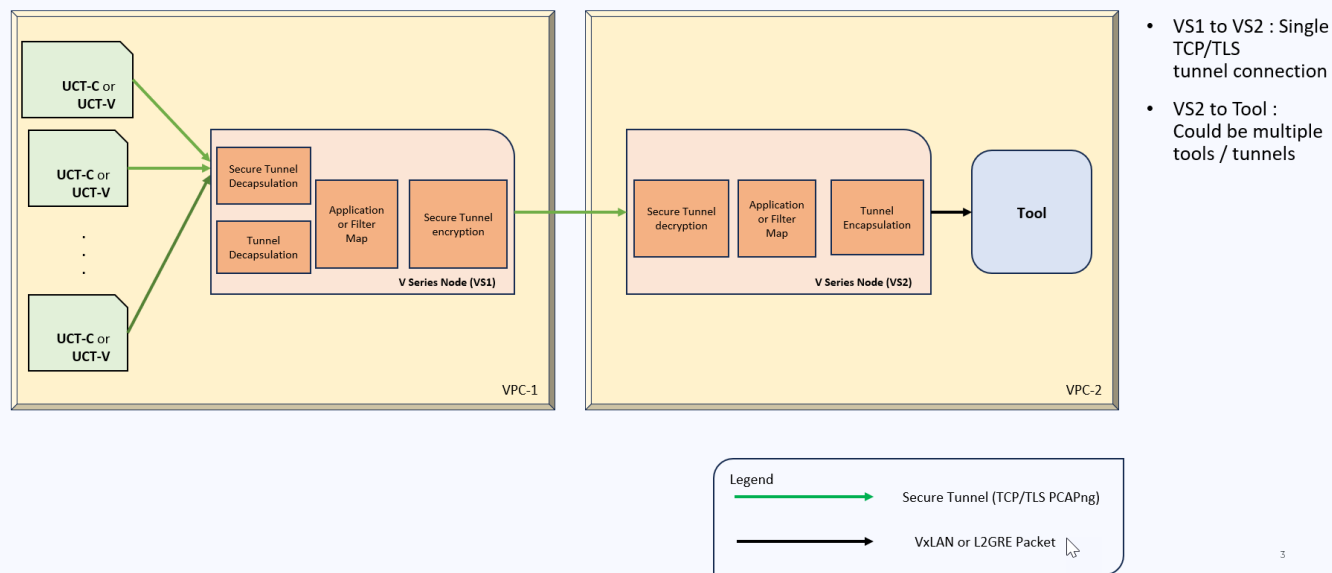 UCT-C or
UCT-V
UCT-C or
UCT-V
.
.
.
UCT-C or
UCT-V
Secure Tunnel
Decapsulation
Tunnel
Decapsulation
Application
or Filter
Map
Secure Tunnel
encryption
V Series Node (VS1)
VPC-1
Secure Tunnel
decryption
Application
or Filter
Map
Tunnel
Encapsulation
V Series Node (VS2)
Tool
VPC-2
• VS1 to VS2 : Single
TCP/TLS
tunnel connection
• VS2 to Tool :
Could be multiple
tools / tunnels
Legend
Secure Tunnel (TCP/TLS PCAPng)
VxLAN or L2GRE Packet
3